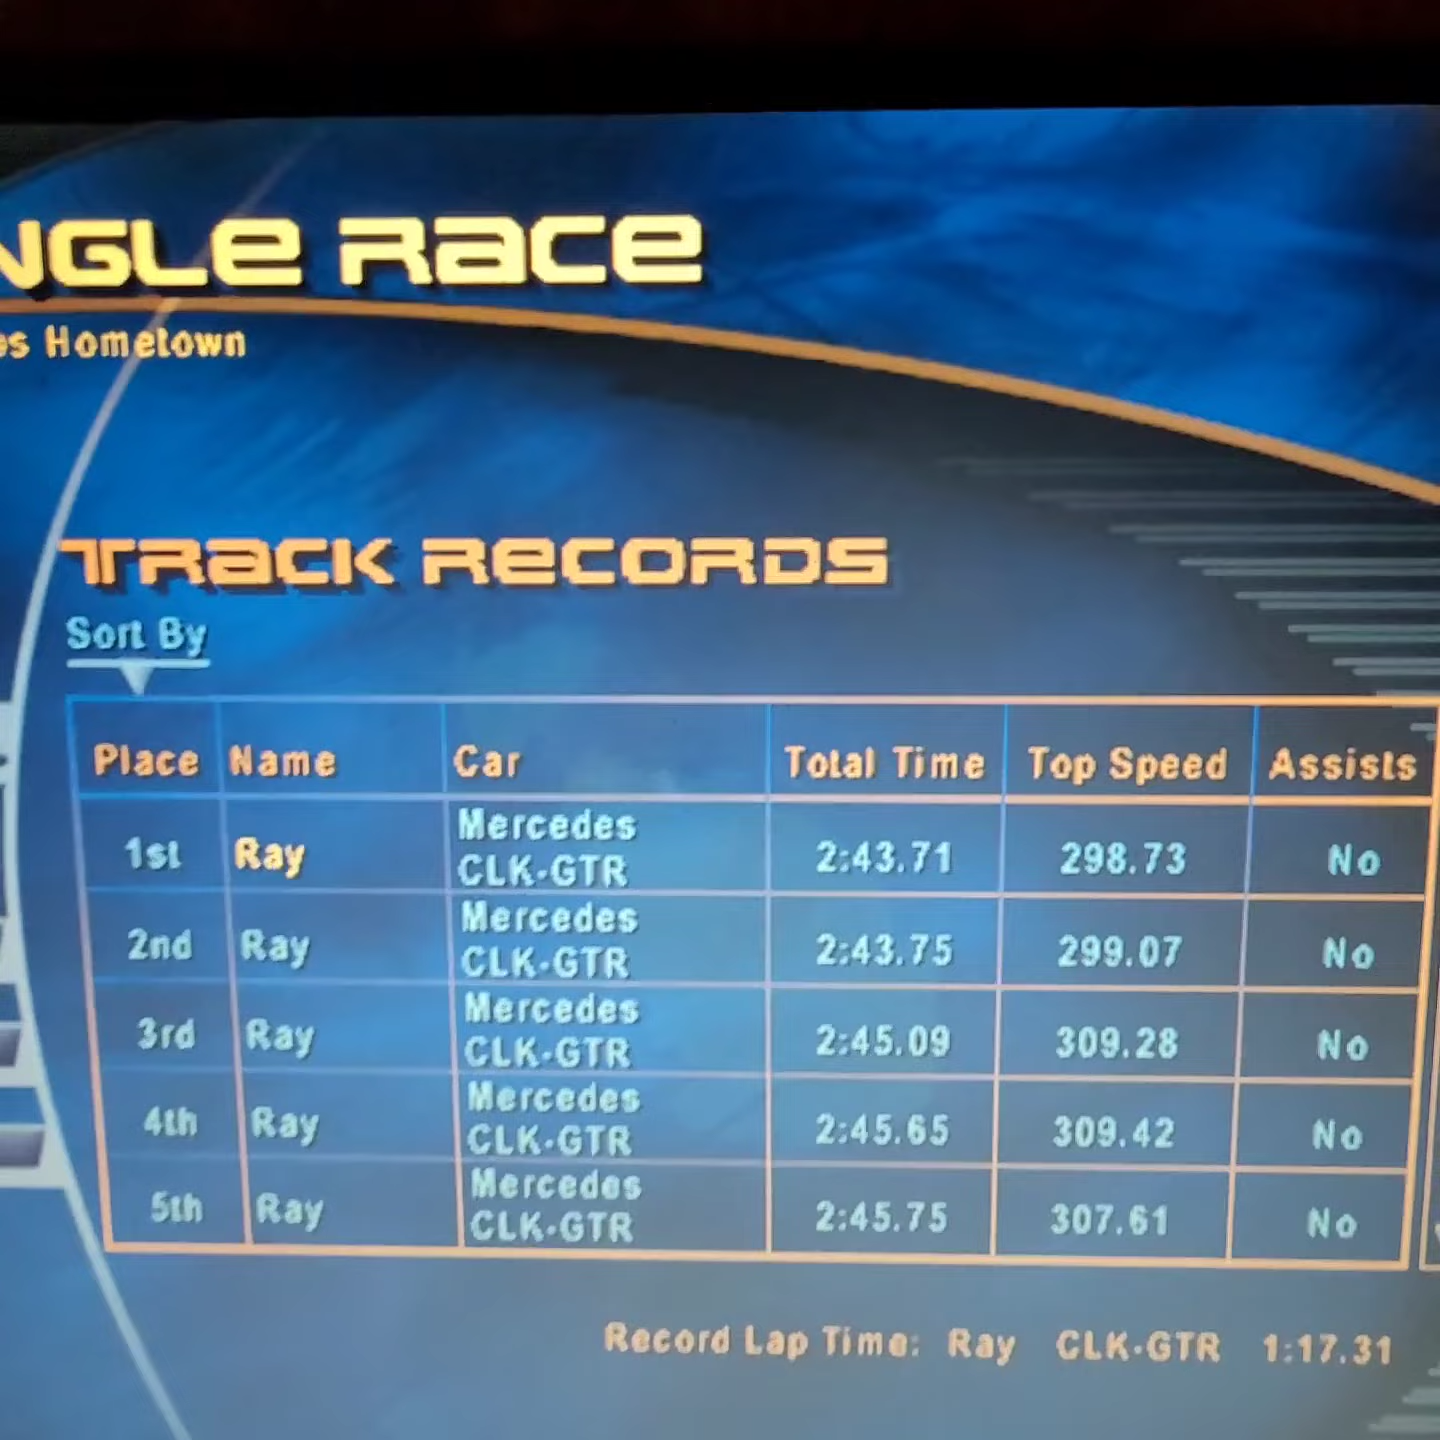 NGLE RACE
es Hometown
TRACK RECORDS
Sort By
Place Name Car Total Time Top Speed Assists
1st Ray Mercedes CLK-GTR 2:43.71 298.73 No
2nd Ray Mercedes CLK-GTR 2:43.75 299.07 No
3rd Ray Mercedes CLK-GTR 2:45.09 309.28 No
4th Ray Mercedes CLK-GTR 2:45.65 309.42 No
5th Ray Mercedes CLK-GTR 2:45.75 307.61 No
Record Lap Time: Ray CLK-GTR 1:17.31